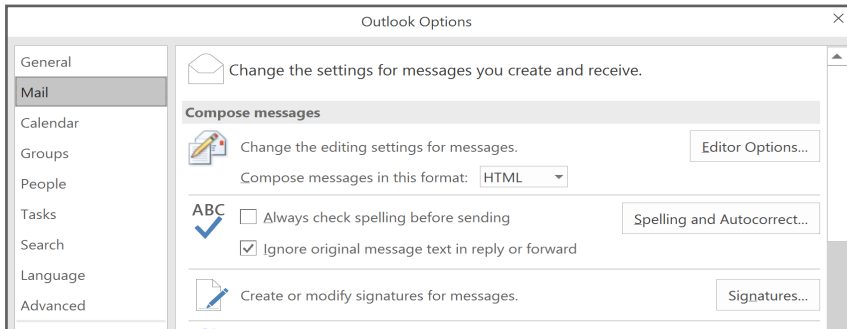 Outlook Options
General
Mail
Calendar
Groups
People
Tasks
Search
Language
Advanced
Change the settings for messages you create and receive.
Compose messages
Change the editing settings for messages.
Editor Options...
Compose messages in this format: HTML
ABC
Always check spelling before sending
Spelling and Autocorrect...
Ignore original message text in reply or forward
Create or modify signatures for messages.
Signatures...